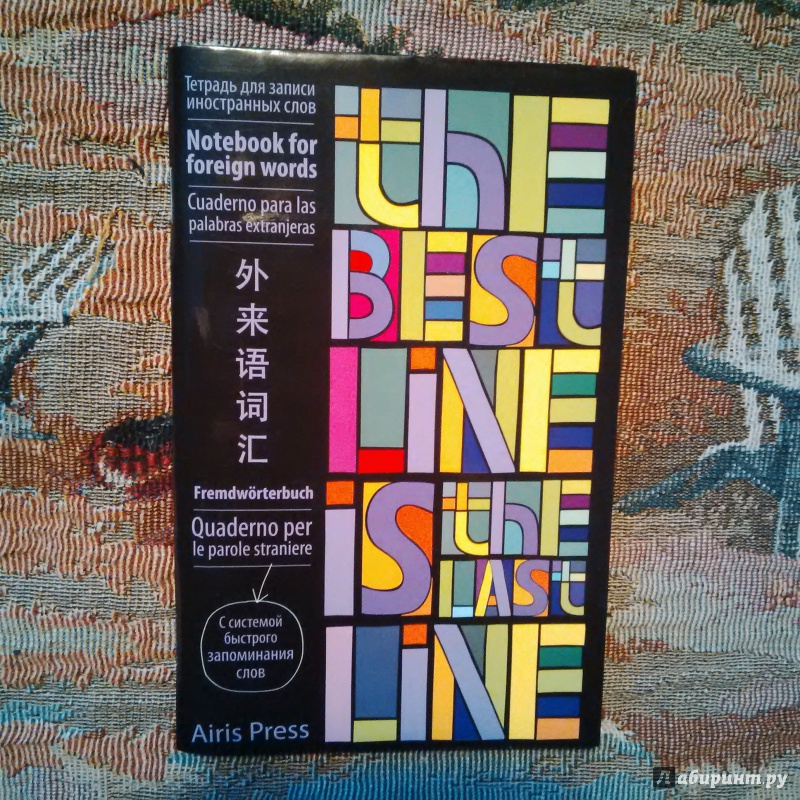 Тетрадь для записи
иностранных слов
Notebook for
foreign words
Cuaderno para las
palabras extranjeras
外
来
语
词
汇
Fremdwörterbuch
Quaderno per
le parole straniere
С системой
быстрого
запоминания
слов
Airis Press
thE
BESt
LiNE
iS thE
LASt
LiNE
Лабиринт.ру